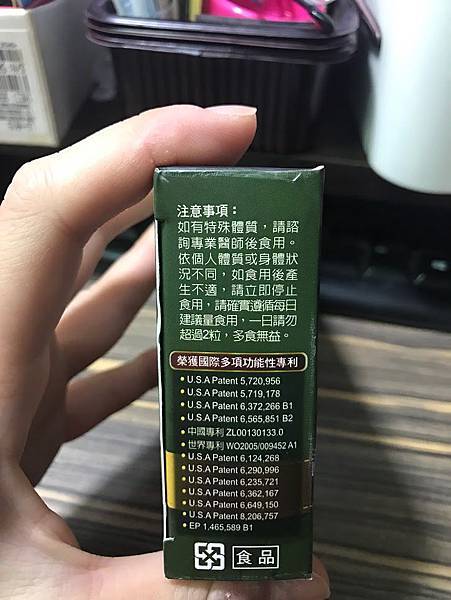 注意事項：
如有特殊體質，請諮
詢專業醫師後食用。
依個人體質或身體狀
況不同，如食用後產
生不適，請立即停止
食用，請確實遵循每日
建議量食用，一日請勿
超過2粒，多食無益。
榮獲國際多項功能性專利
• U.S.A Patent 5,720,956
• U.S.A Patent 5,719,178
• U.S.A Patent 6,372,266 B1
• U.S.A Patent 6,565,851 B2
• 中國專利 ZL00130133.0
• 世界專利 WO2005/009452 A1
• U.S.A Patent 6,124,268
• U.S.A Patent 6,290,996
• U.S.A Patent 6,235,721
• U.S.A Patent 6,362,167
• U.S.A Patent 6,649,150
• U.S.A Patent 8,206,757
• EP 1.465,589 B1
食品